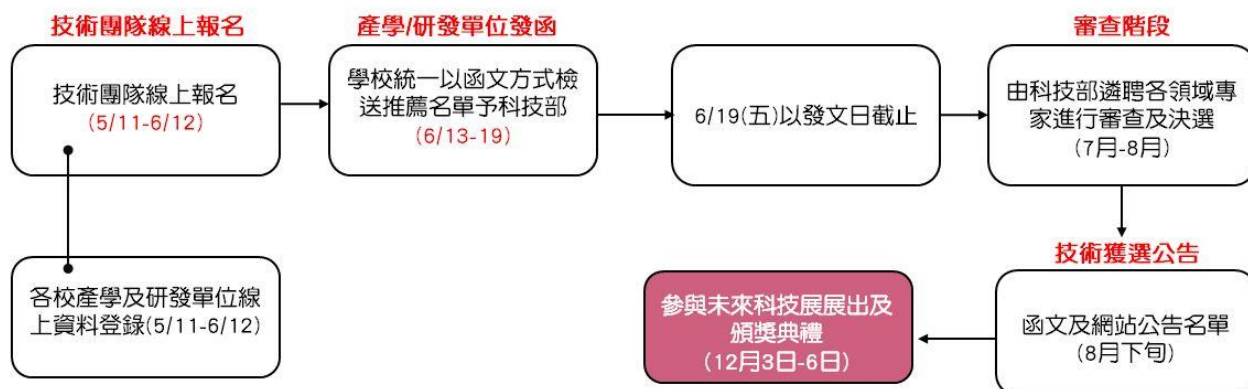 技術團隊線上報名
技術團隊線上報名
(5/11-6/12)
各校產學及研發單位線
上資料登錄(5/11-6/12)
產學/研發單位發函
學校統一以函文方式檢
送推薦名單予科技部
(6/13-19)
6/19(五)以發文日截止
審查階段
由科技部遴聘各領域專
家進行審查及決選
(7月-8月)
技術獲選公告
函文及網站公告名單
(8月下旬)
參與未來科技展展出及
頒獎典禮
(12月3日-6日)